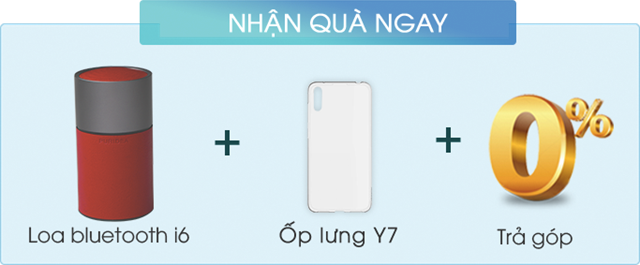 NHẬN QUÀ NGAY
Loa bluetooth i6
+
Ốp lưng Y7
+
0%
Trả góp